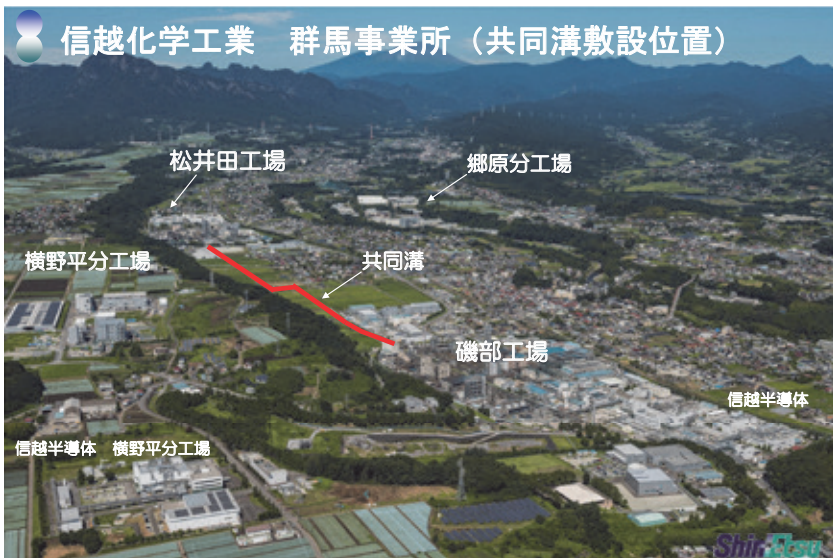 信越化学工業　群馬事業所（共同溝敷設位置）
松井田工場
郷原分工場
横野平分工場
共同溝
磯部工場
信越半導体
信越半導体　横野平分工場
ShinEtsu